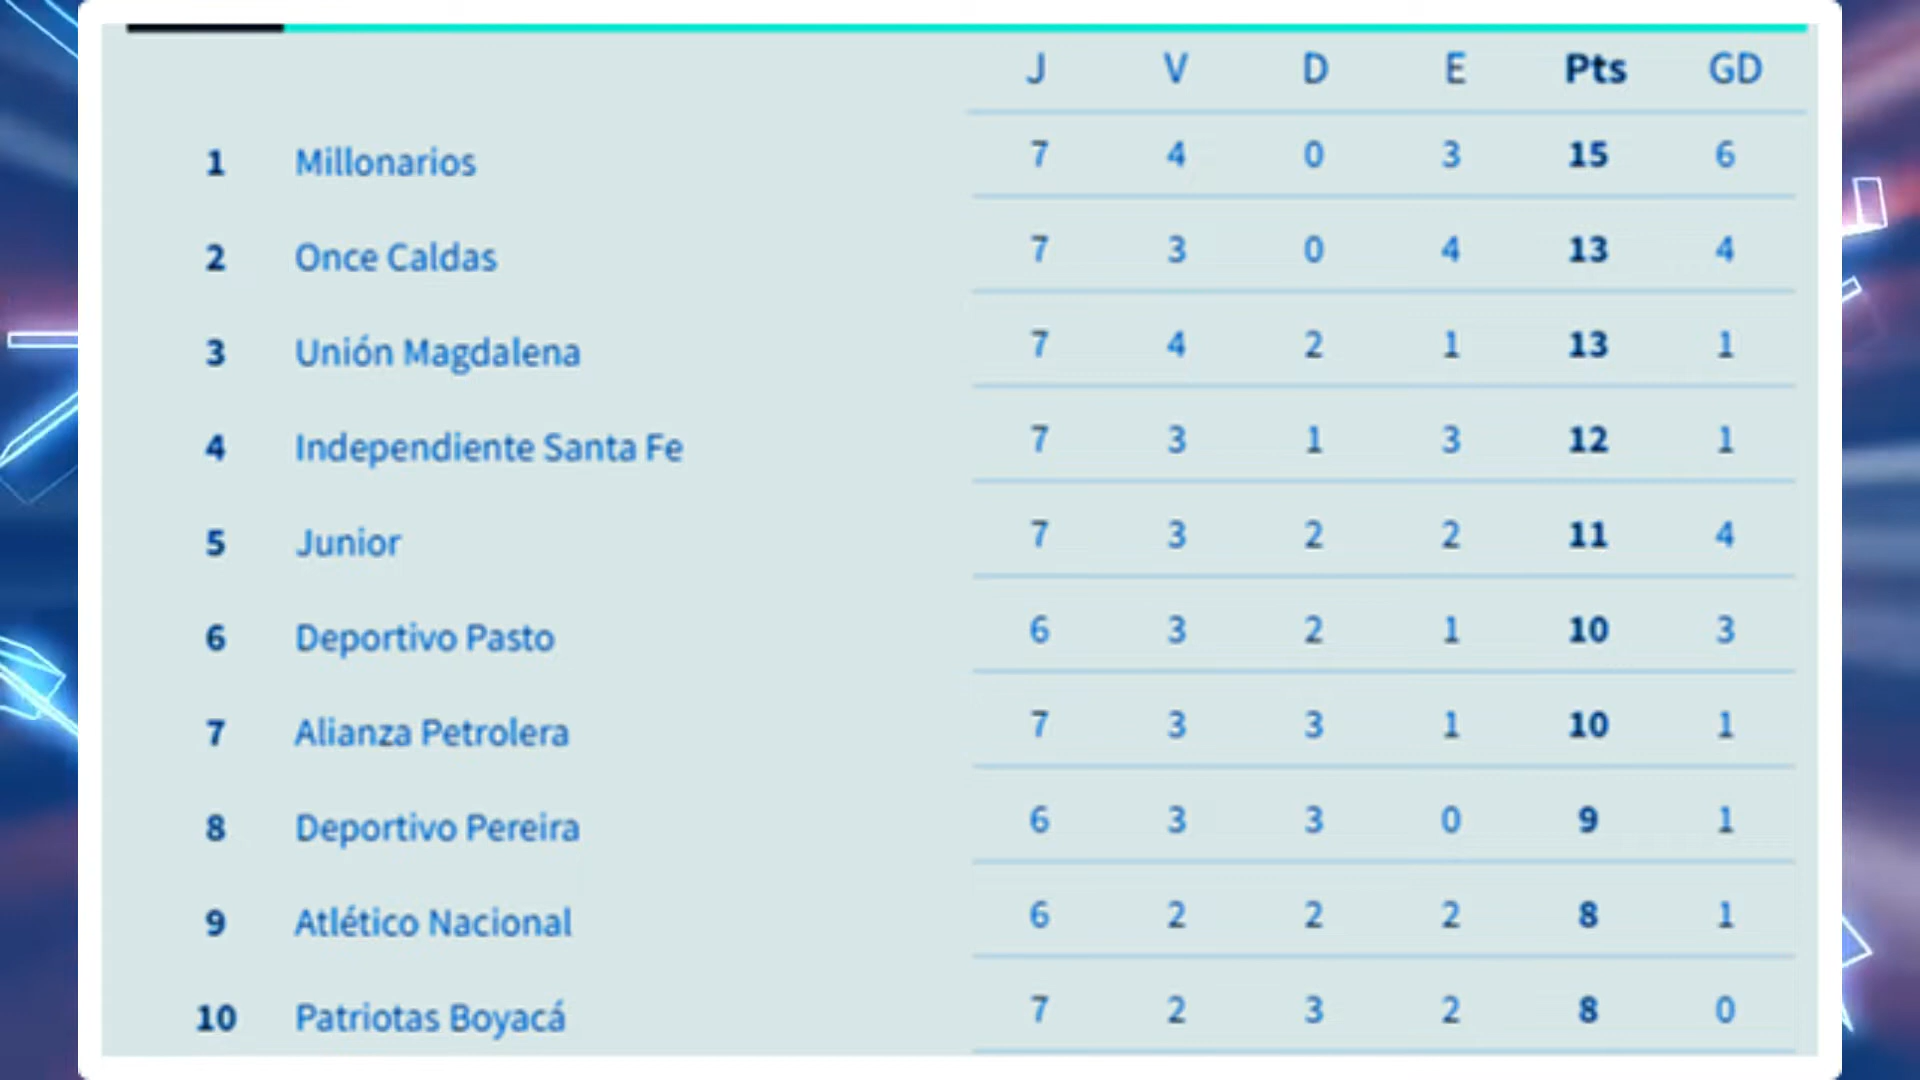 J V D E Pts GD
1 Millonarios 7 4 0 3 15 6
2 Once Caldas 7 3 0 4 13 4
3 Unión Magdalena 7 4 2 1 13 1
4 Independiente Santa Fe 7 3 1 3 12 1
5 Junior 7 3 2 2 11 4
6 Deportivo Pasto 6 3 2 1 10 3
7 Alianza Petrolera 7 3 3 1 10 1
8 Deportivo Pereira 6 3 3 0 9 1
9 Atlético Nacional 6 2 2 2 8 1
10 Patriotas Boyacá 7 2 3 2 8 0